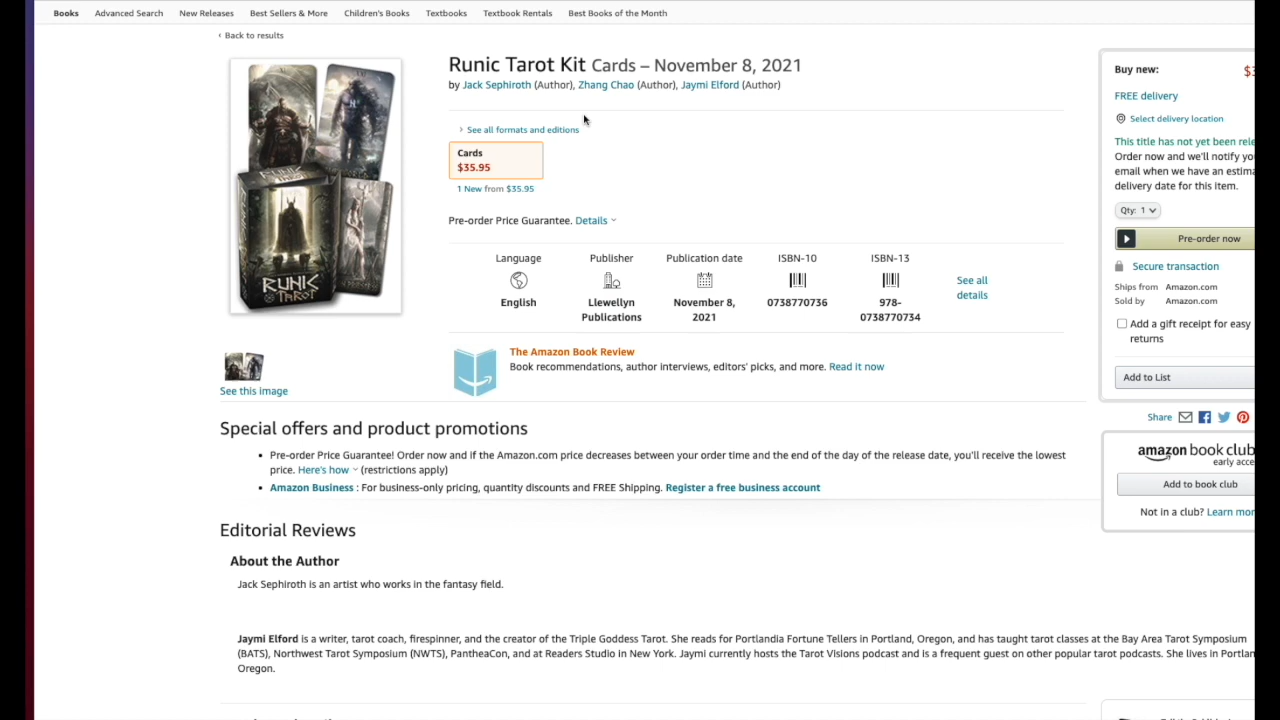 Books Advanced Search New Releases Best Sellers & More Children's Books Textbooks Textbook Rentals Best Books of the Month
‹ Back to results
Runic Tarot Kit Cards – November 8, 2021
by Jack Sephiroth (Author), Zhang Chao (Author), Jaymi Elford (Author)
› See all formats and editions
Cards
$35.95
1 New from $35.95
Pre-order Price Guarantee. Details
Language Publisher Publication date ISBN-10 ISBN-13
English Llewellyn Publications November 8, 2021 0738770736 978-0738770734
See all details
RUNIC
TAROT
See this image
The Amazon Book Review
Book recommendations, author interviews, editors' picks, and more. Read it now
Special offers and product promotions
Pre-order Price Guarantee! Order now and if the Amazon.com price decreases between your order time and the end of the day of the release date, you'll receive the lowest
price. Here's how (restrictions apply)
Amazon Business : For business-only pricing, quantity discounts and FREE Shipping. Register a free business account
Editorial Reviews
About the Author
Jack Sephiroth is an artist who works in the fantasy field.
Jaymi Elford is a writer, tarot coach, firespinner, and the creator of the Triple Goddess Tarot. She reads for Portlandia Fortune Tellers in Portland, Oregon, and has taught tarot classes at the Bay Area Tarot Symposium
(BATS), Northwest Tarot Symposium (NWTS), PantheaCon, and at Readers Studio in New York. Jaymi currently hosts the Tarot Visions podcast and is a frequent guest on other popular tarot podcasts. She lives in Portlan
Oregon.
Buy new: $3
FREE delivery
Select delivery location
This title has not yet been rele
Order now and we'll notify yo
email when we have an estima
delivery date for this item.
Qty: 1
Pre-order now
Secure transaction
Ships from Amazon.com
Sold by Amazon.com
Add a gift receipt for easy
returns
Add to List
Share
amazon book club
early acce
Add to book club
Not in a club? Learn mor